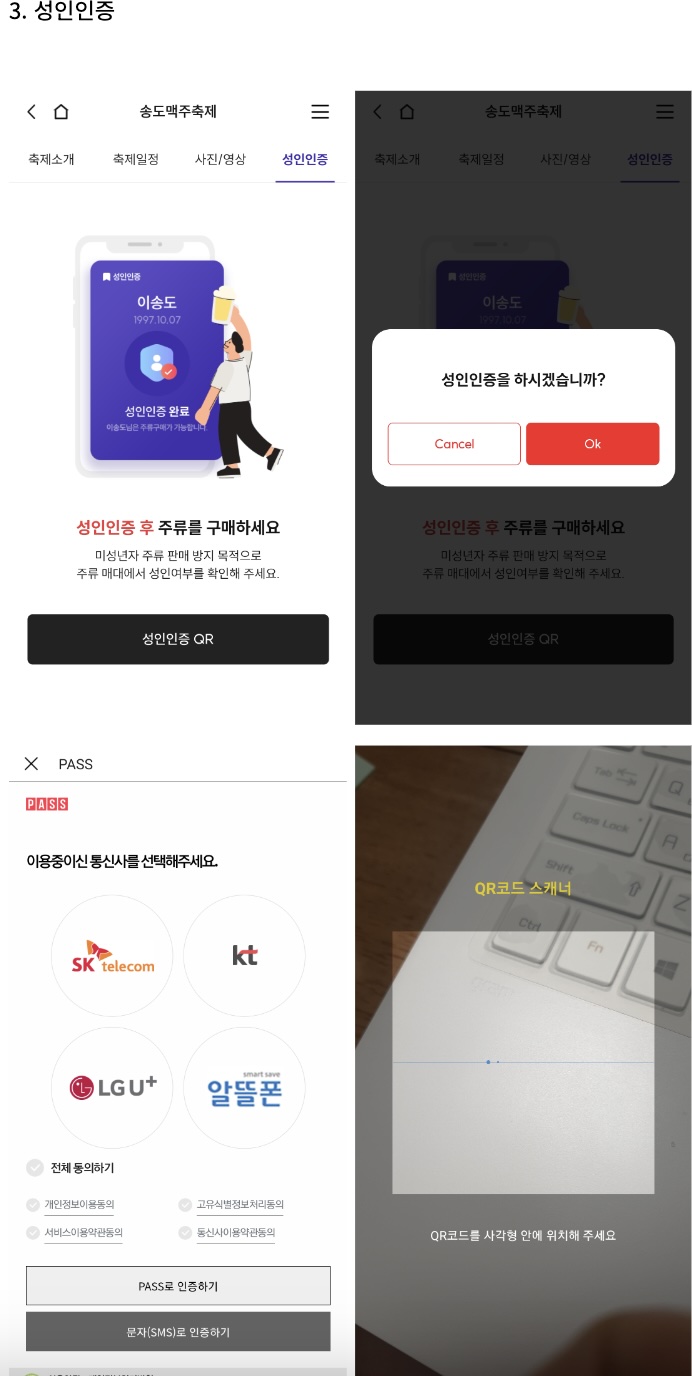 3. 성인인증
송도맥주축제
축제소개 축제일정 사진/영상 성인인증
성인인증
이송도
1997.10.07
성인인증 완료
이송도님은 주류구매가 가능합니다.
성인인증 후 주류를 구매하세요
미성년자 주류 판매 방지 목적으로
주류 매대에서 성인여부를 확인해 주세요.
성인인증 QR
송도맥주축제
축제소개 축제일정 사진/영상 성인인증
성인인증
이송도
1997.10.07
성인인증을 하시겠습니까?
Cancel Ok
성인인증 후 주류를 구매하세요
미성년자 주류 판매 방지 목적으로
주류 매대에서 성인여부를 확인해 주세요.
성인인증 QR
PASS
PASS
이용중이신 통신사를 선택해주세요.
SK telecom
kt
LG U+
smart save
알뜰폰
전체 동의하기
개인정보이용동의 고유식별정보처리동의
서비스이용약관동의 통신사이용약관동의
PASS로 인증하기
문자(SMS)로 인증하기
Tab
Q
Caps Lock
A
Shift
Z
Ctrl
Fn
QR코드 스캐너
QR코드를 사각형 안에 위치해 주세요